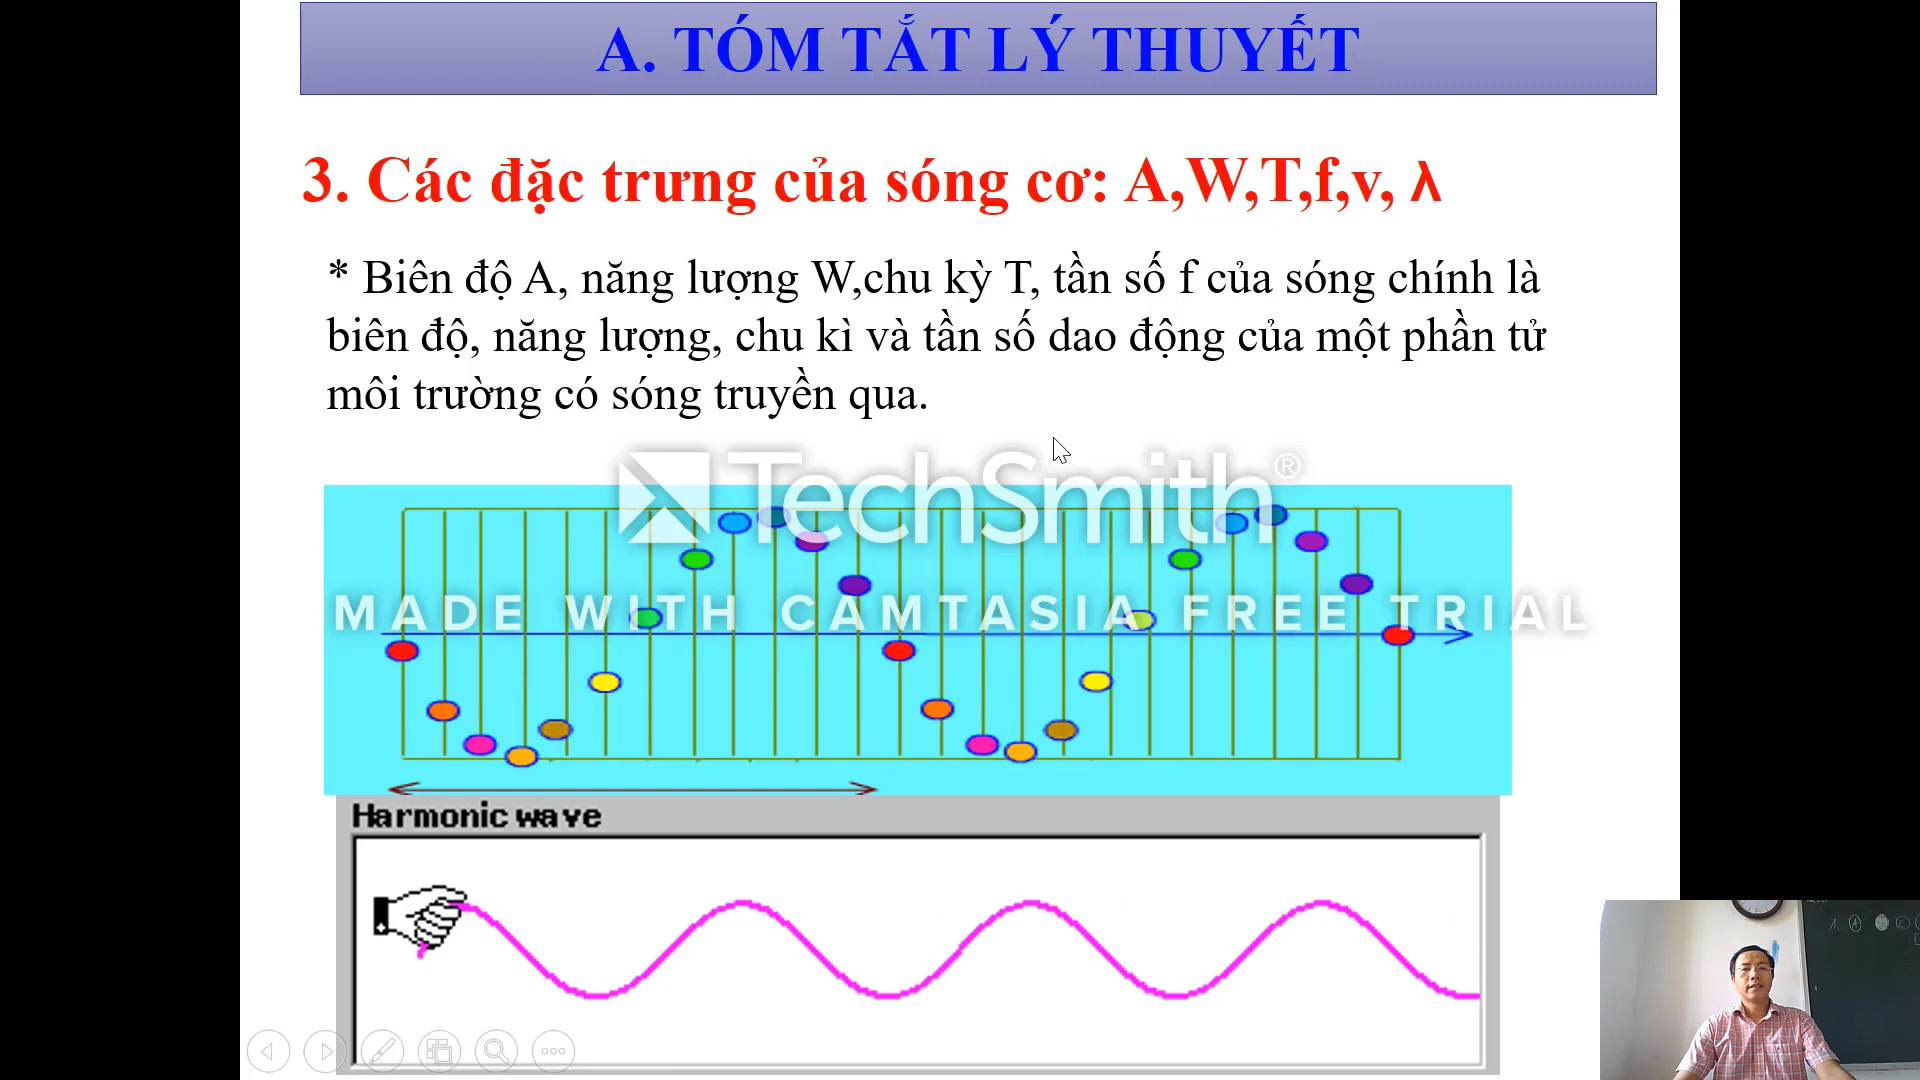 A. TÓM TẮT LÝ THUYẾT
3. Các đặc trưng của sóng cơ: A,W,T,f,v, λ
* Biên độ A, năng lượng W,chu kỳ T, tần số f của sóng chính là
biên độ, năng lượng, chu kì và tần số dao động của một phần tử
môi trường có sóng truyền qua.
TechSmith®
MADE WITH CAMTASIA FREE TRIAL
Harmonic wave